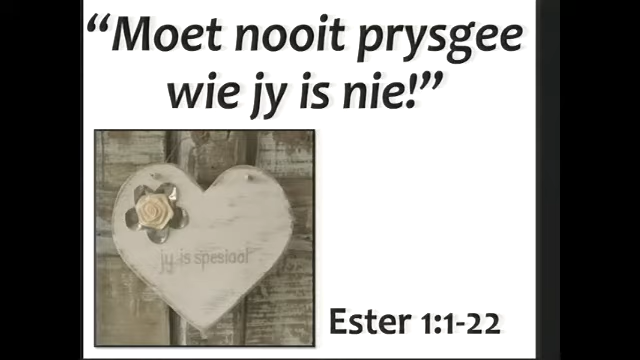 “Moet nooit prysgee
wie jy is nie!”
jy is spesiaal
Ester 1:1-22